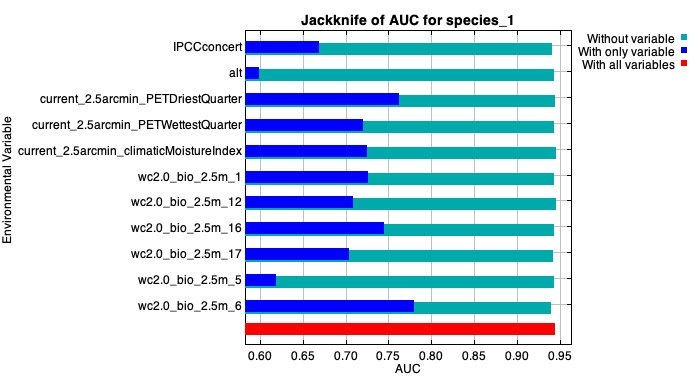 Jackknife of AUC for species_1
Without variable
With only variable
With all variables
Environmental Variable
IPCCconcert
alt
current_2.5arcmin_PETDriestQuarter
current_2.5arcmin_PETWettestQuarter
current_2.5arcmin_climaticMoistureIndex
wc2.0_bio_2.5m_1
wc2.0_bio_2.5m_12
wc2.0_bio_2.5m_16
wc2.0_bio_2.5m_17
wc2.0_bio_2.5m_5
wc2.0_bio_2.5m_6
0.60 0.65 0.70 0.75 0.80 0.85 0.90 0.95
AUC